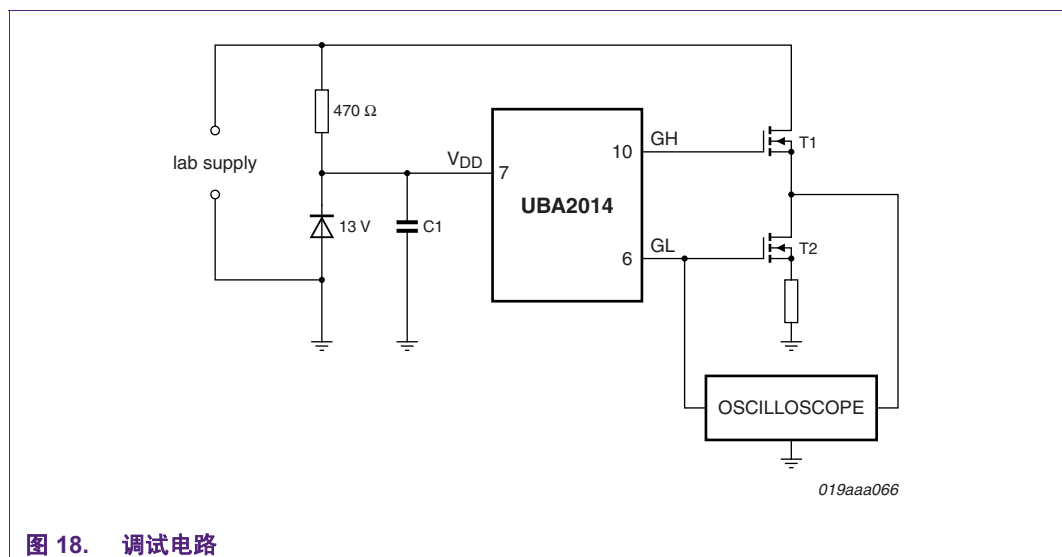 470 Ω
lab supply
VDD
7
13 V
C1
UBA2014
10
GH
6
GL
T1
T2
OSCILLOSCOPE
019aaa066
图 18. 调试电路